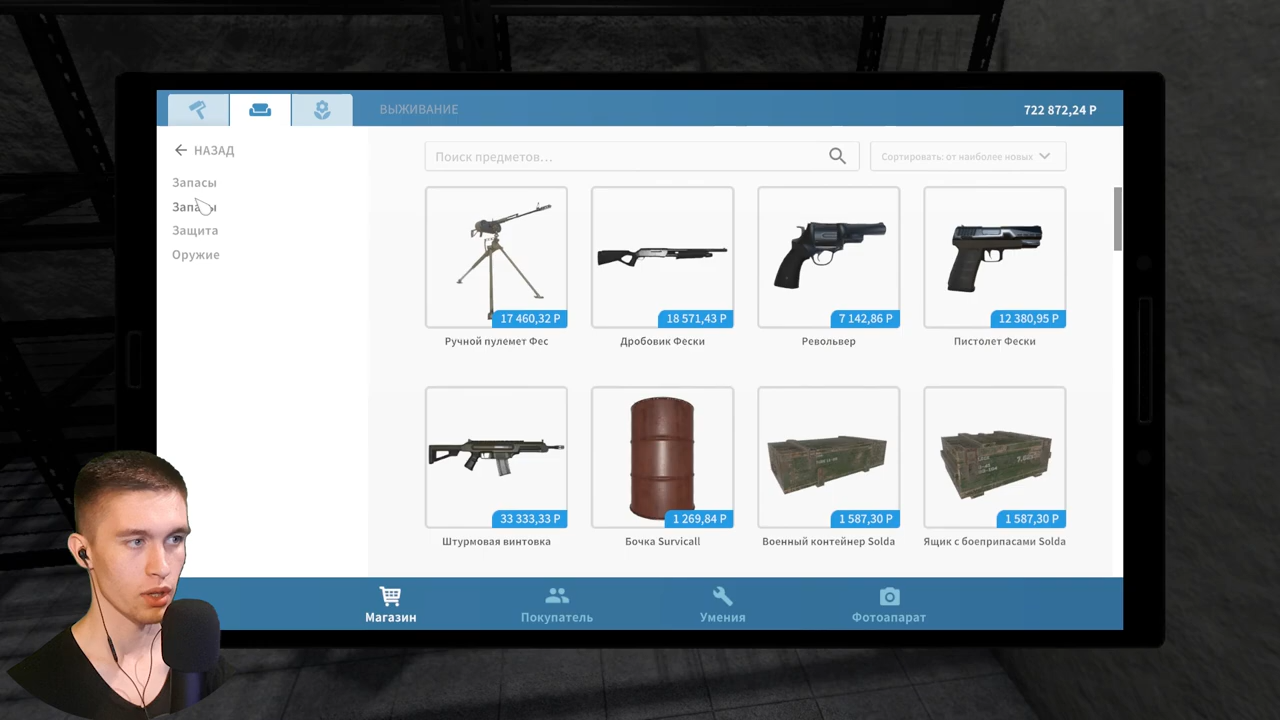 ВЫЖИВАНИЕ
722 872,24 Р
НАЗАД
Запасы
Запасы
Защита
Оружие
Поиск предметов...
Сортировать: от наиболее новых
17 460,32 Р
18 571,43 Р
7 142,86 Р
12 380,95 Р
Ручной пулемет Фес
Дробовик Фески
Револьвер
Пистолет Фески
33 333,33 Р
1 269,84 Р
1 587,30 Р
1 587,30 Р
Штурмовая винтовка
Бочка Survicall
Военный контейнер Solda
Ящик с боеприпасами Solda
Магазин
Покупатель
Умения
Фотоапарат